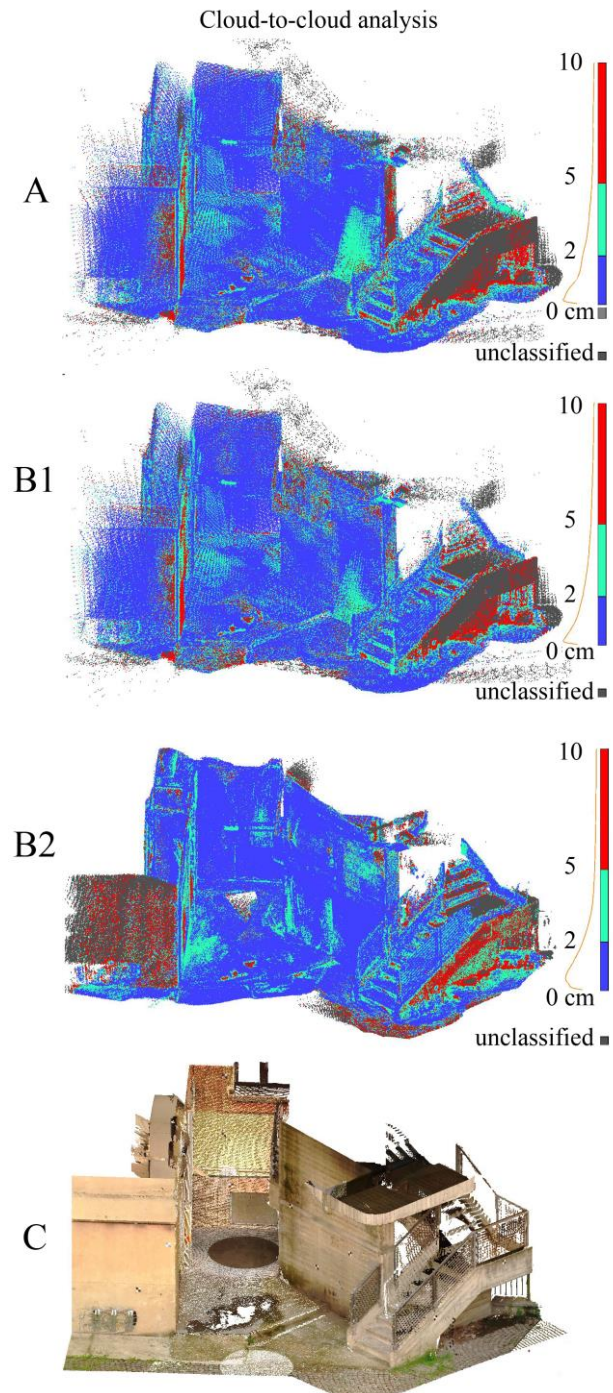 Cloud-to-cloud analysis
A
10
5
2
0 cm
unclassified
B1
10
5
2
0 cm
unclassified
B2
10
5
2
0 cm
unclassified
C